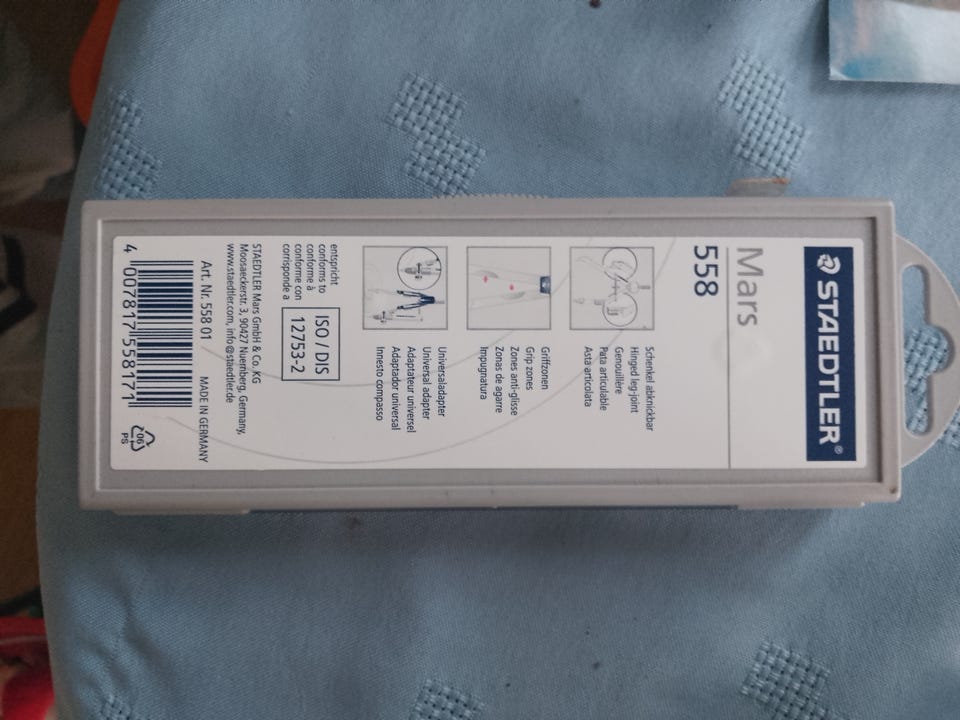 STAEDTLER®
Mars
558
Schenkel abknickbar
Hinged leg-joint
Genouillère
Pata articulable
Asta articolata
Griffzonen
Grip zones
Zones anti-glisse
Zonas de agarre
Impugnatura
Universaladapter
Universal adapter
Adaptateur universel
Adaptador universal
Innesto compasso
entspricht
conforms to
conforme à
conforme con
corrisponde a
ISO / DIS
12753-2
STAEDTLER Mars GmbH & Co. KG
Moosaeckerstr. 3, 90427 Nuernberg, Germany,
www.staedtler.com, info@staedtler.de
Art. Nr. 558 01 MADE IN GERMANY
4 007817 558171
06
PS